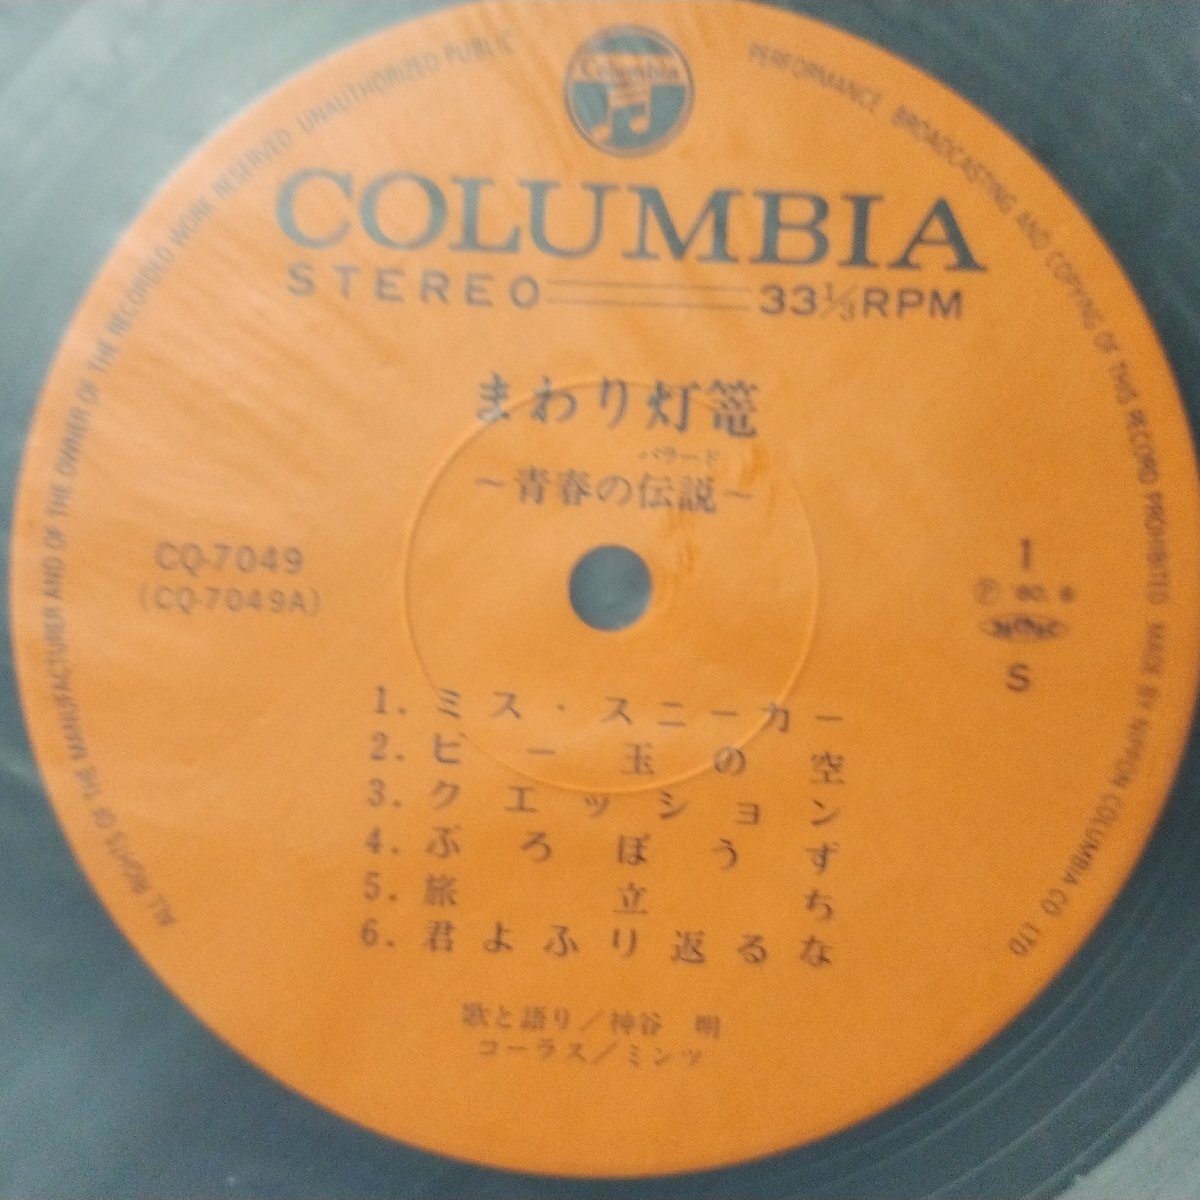 ALL RIGHTS OF THE MANUFACTURER AND OF THE OWNER OF THE RECORDED WORK RESERVED UNAUTHORIZED PUBLIC PERFORMANCE BROADCASTING AND COPYING OF THIS RECORD PROHIBITED MADE BY NIPPON COLUMBIA CO LTD
Columbia
COLUMBIA
STEREO 33⅓RPM
まわり灯篭
バラード
～青春の伝説～
CQ-7049
(CQ-7049A)
1
Ⓟ 80. 6
S
1. ミス・スニーカー
2. ビー玉の空
3. クエッション
4. ぷろぽうず
5. 旅立ち
6. 君よふり返るな
歌と語り／神谷 明
コーラス／ミンツ